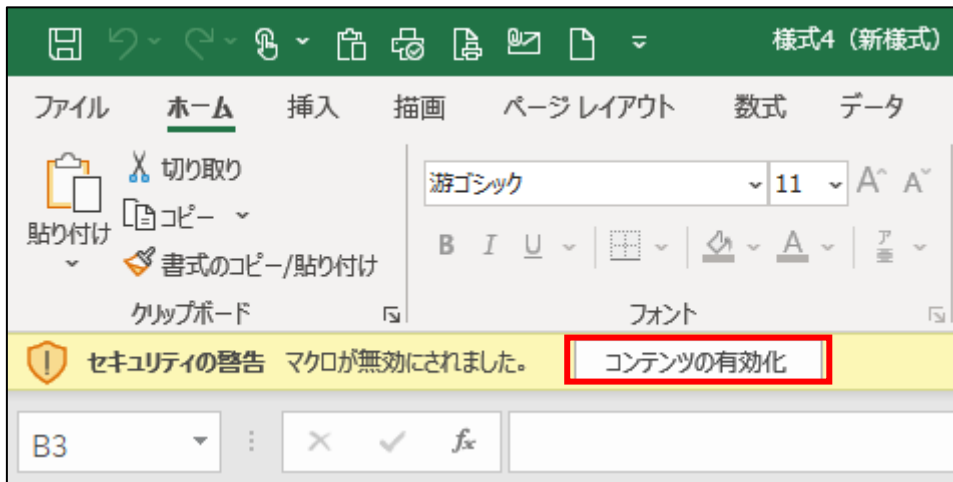 様式4（新様式）
ファイル ホーム 挿入 描画 ページ レイアウト 数式 データ
切り取り
コピー
貼り付け
書式のコピー/貼り付け
クリップボード
游ゴシック 11 A A
B I U A ア亜
フォント
セキュリティの警告 マクロが無効にされました。 コンテンツの有効化
B3 fx